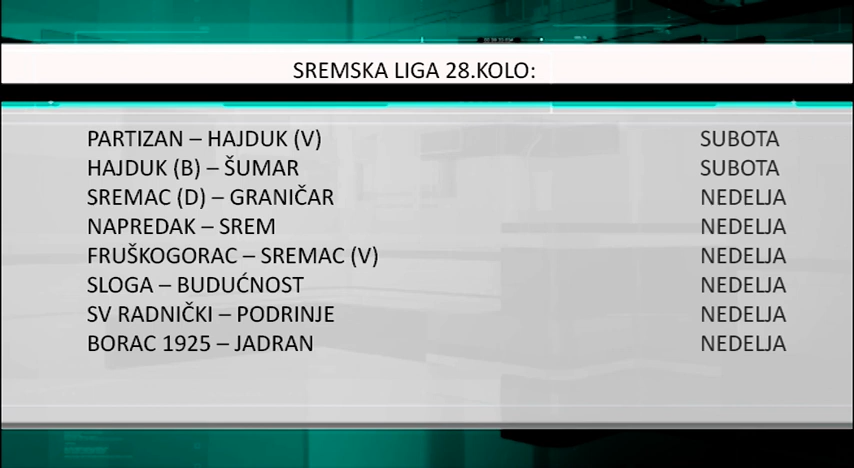 SREMSKA LIGA 28.KOLO:
PARTIZAN – HAJDUK (V) SUBOTA
HAJDUK (B) – ŠUMAR SUBOTA
SREMAC (D) – GRANIČAR NEDELJA
NAPREDAK – SREM NEDELJA
FRUŠKOGORAC – SREMAC (V) NEDELJA
SLOGA – BUDUĆNOST NEDELJA
SV RADNIČKI – PODRINJE NEDELJA
BORAC 1925 – JADRAN NEDELJA